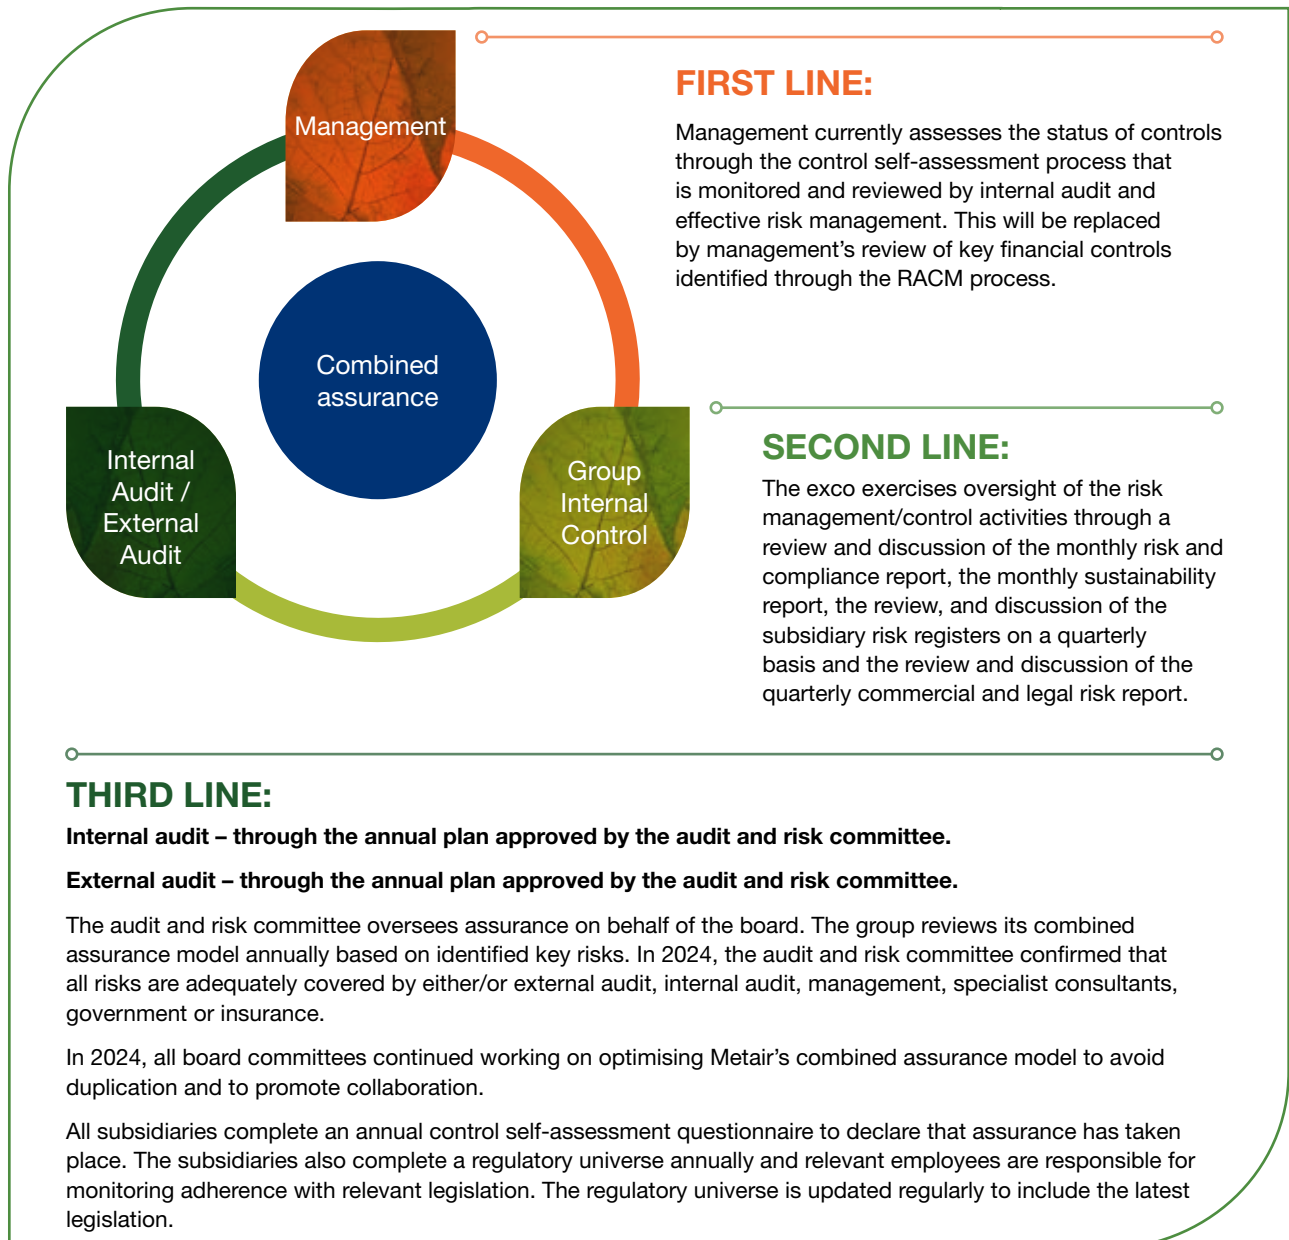 Management
Combined
assurance
Internal
Audit /
External
Audit
Group
Internal
Control
FIRST LINE:
Management currently assesses the status of controls
through the control self-assessment process that
is monitored and reviewed by internal audit and
effective risk management. This will be replaced
by management’s review of key financial controls
identified through the RACM process.
SECOND LINE:
The exco exercises oversight of the risk
management/control activities through a
review and discussion of the monthly risk and
compliance report, the monthly sustainability
report, the review, and discussion of the
subsidiary risk registers on a quarterly
basis and the review and discussion of the
quarterly commercial and legal risk report.
THIRD LINE:
Internal audit – through the annual plan approved by the audit and risk committee.
External audit – through the annual plan approved by the audit and risk committee.
The audit and risk committee oversees assurance on behalf of the board. The group reviews its combined
assurance model annually based on identified key risks. In 2024, the audit and risk committee confirmed that
all risks are adequately covered by either/or external audit, internal audit, management, specialist consultants,
government or insurance.
In 2024, all board committees continued working on optimising Metair’s combined assurance model to avoid
duplication and to promote collaboration.
All subsidiaries complete an annual control self-assessment questionnaire to declare that assurance has taken
place. The subsidiaries also complete a regulatory universe annually and relevant employees are responsible for
monitoring adherence with relevant legislation. The regulatory universe is updated regularly to include the latest
legislation.